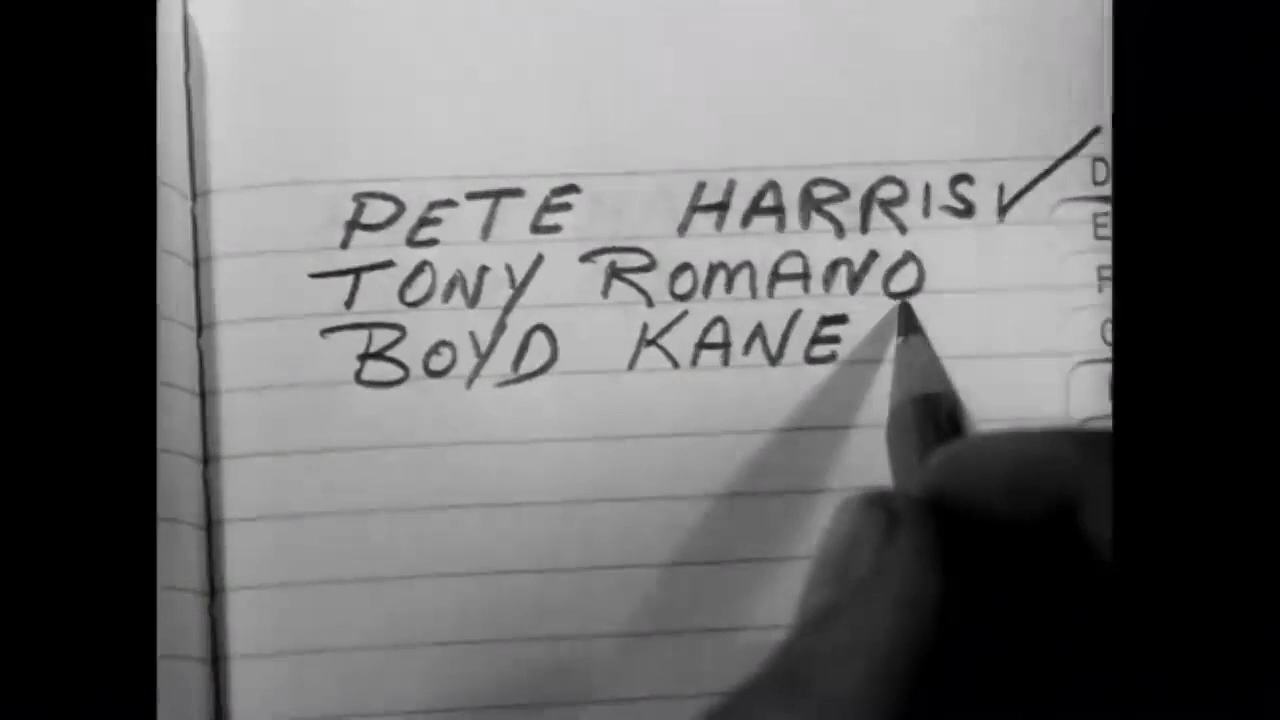 PETE HARRIS✓
TONY ROMANO
BOYD KANE
D
E
F